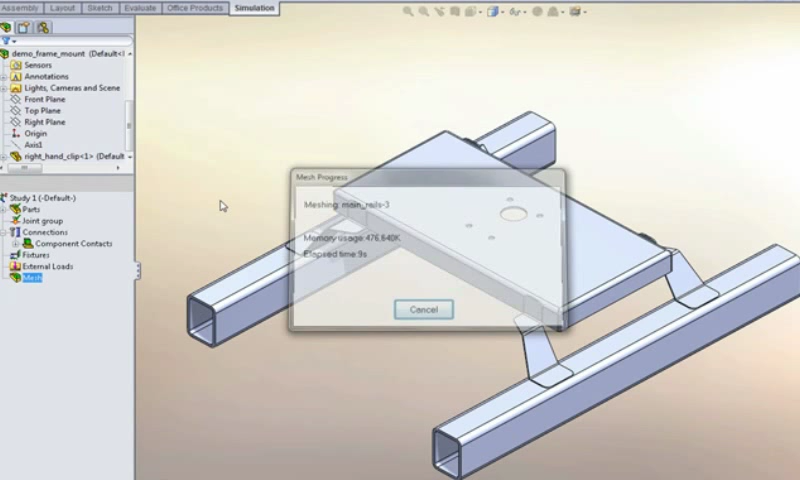 Assembly Layout Sketch Evaluate Office Products Simulation
demo_frame_mount (Default<
Sensors
Annotations
Lights, Cameras and Scene
Front Plane
Top Plane
Right Plane
Origin
Axis1
right_hand_clip<1> (Default
Study 1 (-Default-)
Parts
Joint group
Connections
Component Contacts
Fixtures
External Loads
Mesh
Mesh Progress
Meshing: main_rails-3
Memory usage:476,640K
Elapsed time:9s
Cancel